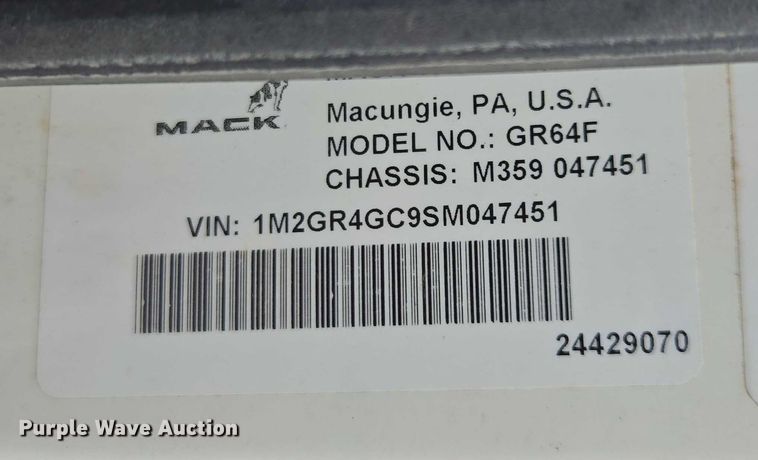 Macungie, PA, U.S.A.
MACK
MODEL NO.: GR64F
CHASSIS: M359 047451
VIN: 1M2GR4GC9SM047451
24429070
Purple Wave Auction